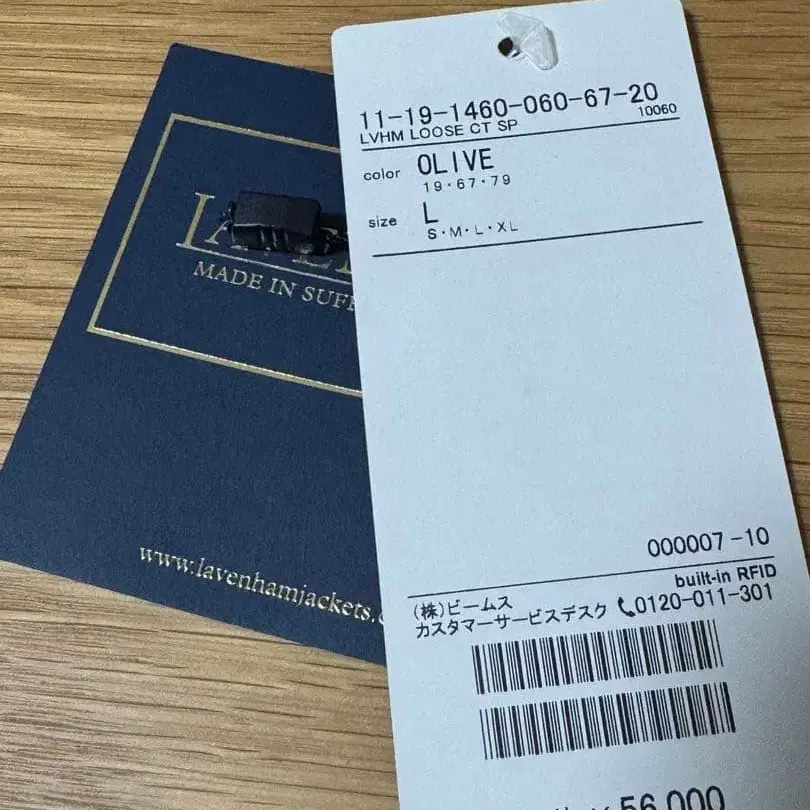 MADE IN
www.lavenhamjackets.
11-19-1460-060-67-20
10060
LVHM LOOSE CT SP
color OLIVE
19・67・79
size L
S・M・L・XL
000007-10
built-in RFID
(株)ビームス
カスタマーサービスデスク 0120-011-301
56,000